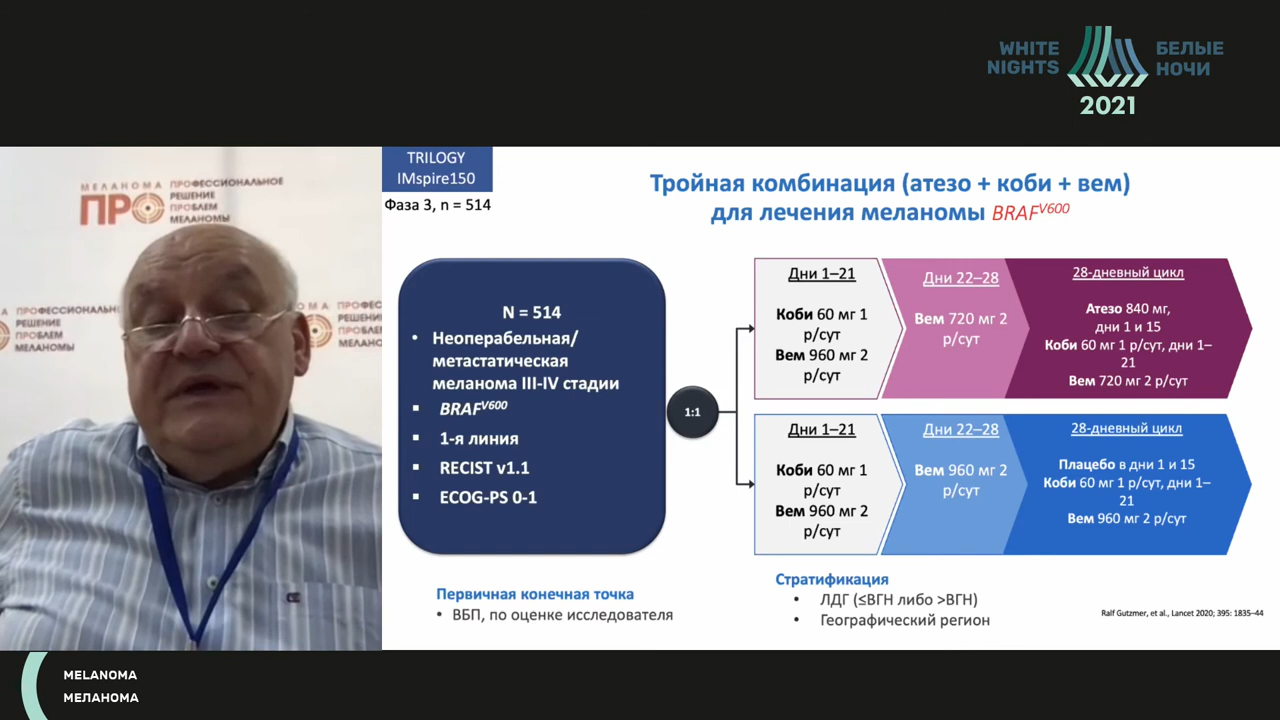 WHITE NIGHTS
БЕЛЫЕ НОЧИ
2021
МЕЛАНОМА
ПРО
ПРОФЕССИОНАЛЬНОЕ
РЕШЕНИЕ
ПРОБЛЕМ
МЕЛАНОМЫ
TRILOGY
IMspire150
Фаза 3, n = 514
Тройная комбинация (атезо + коби + вем)
для лечения меланомы BRAFV600
N = 514
• Неоперабельная/
метастатическая
меланома III-IV стадии
▪ BRAFV600
▪ 1-я линия
▪ RECIST v1.1
▪ ECOG-PS 0-1
1:1
Дни 1–21
Коби 60 мг 1
р/сут
Вем 960 мг 2
р/сут
Дни 22–28
Вем 720 мг 2
р/сут
28-дневный цикл
Атезо 840 мг,
дни 1 и 15
Коби 60 мг 1 р/сут, дни 1–
21
Вем 720 мг 2 р/сут
Дни 1–21
Коби 60 мг 1
р/сут
Вем 960 мг 2
р/сут
Дни 22–28
Вем 960 мг 2
р/сут
28-дневный цикл
Плацебо в дни 1 и 15
Коби 60 мг 1 р/сут, дни 1–
21
Вем 960 мг 2 р/сут
Первичная конечная точка
• ВБП, по оценке исследователя
Стратификация
• ЛДГ (≤ВГН либо >ВГН)
• Географический регион
Ralf Gutzmer, et al., Lancet 2020; 395: 1835–44
MELANOMA
МЕЛАНОМА